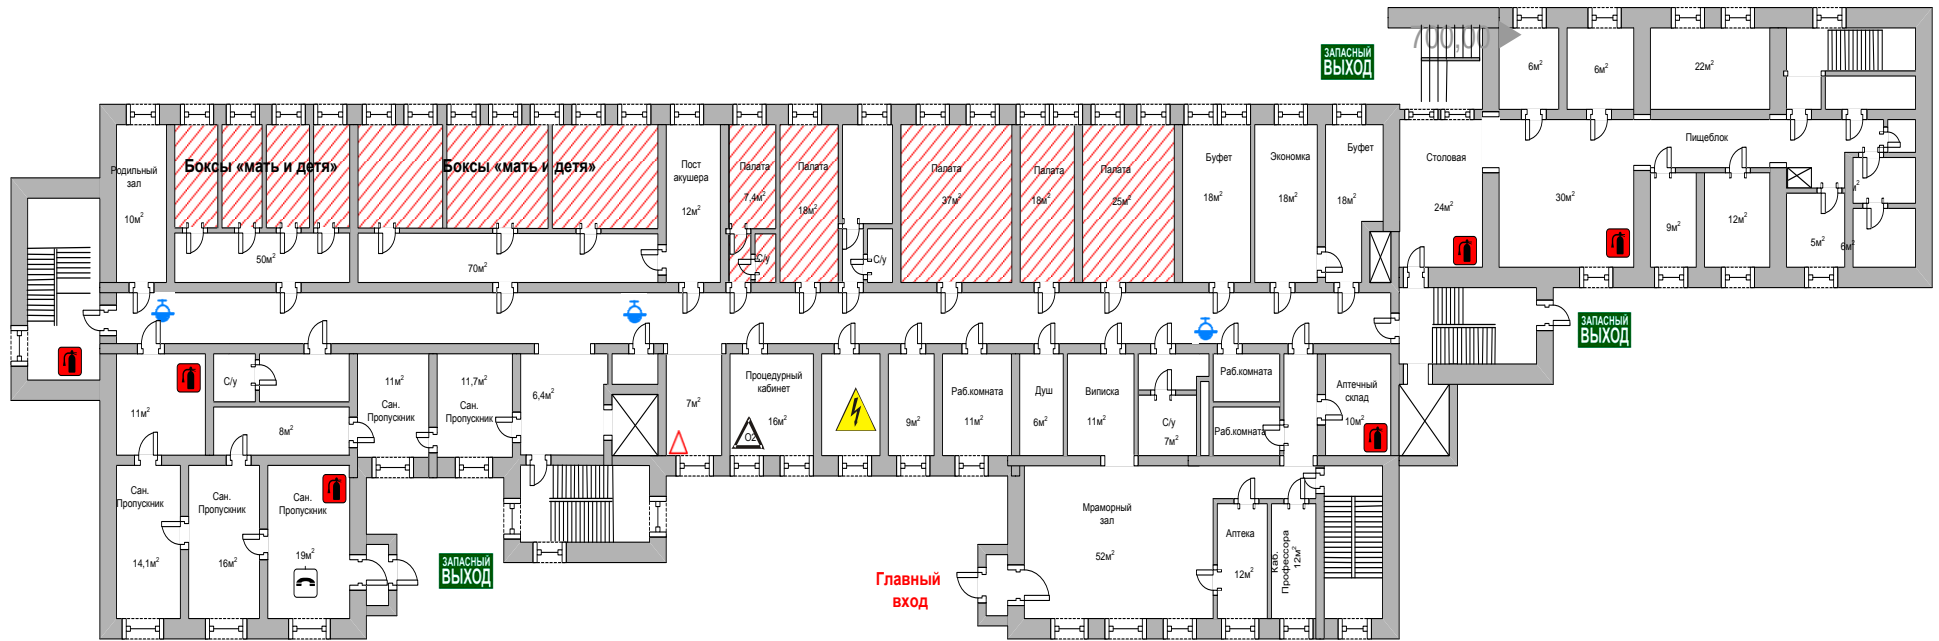 700,00
ЗАПАСНЫЙ
ВЫХОД
6м²
6м²
22м²
Родильный
зал
10м²
Боксы «мать и детя»
50м²
Боксы «мать и детя»
70м²
Пост
акушера
12м²
Палата
7,4м²
С/у
Палата
18м²
С/у
Палата
37м²
Палата
18м²
Палата
25м²
Буфет
18м²
Экономка
18м²
Буфет
18м²
Столовая
24м²
30м²
Пищеблок
9м²
12м²
5м²
6м²
ЗАПАСНЫЙ
ВЫХОД
11м²
С/у
8м²
11м²
Сан.
Пропускник
11,7м²
Сан.
Пропускник
6,4м²
7м²
Процедурный
кабинет
16м²
О2
9м²
Раб.комната
11м²
Душ
6м²
Виписка
11м²
С/у
7м²
Раб.комната
Раб.комната
Аптечный
склад
10м²
Сан.
Пропускник
14,1м²
Сан.
Пропускник
16м²
Сан.
Пропускник
19м²
ЗАПАСНЫЙ
ВЫХОД
Главный
вход
Мраморный
зал
52м²
Аптека
12м²
Каб.
Профессора
12м²